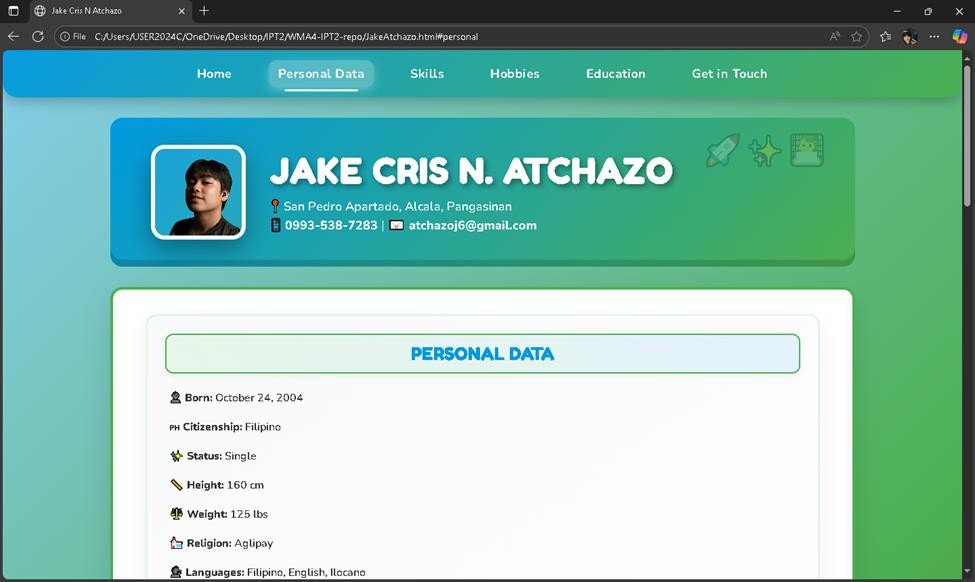 Jake Cris N Atchazo
File C:/Users/USER2024C/OneDrive/Desktop/IPT2/WMA4-IPT2-repo/JakeAtchazo.html#personal
Home Personal Data Skills Hobbies Education Get in Touch
JAKE CRIS N. ATCHAZO
San Pedro Apartado, Alcala, Pangasinan
0993-538-7283 | atchazoj6@gmail.com
PERSONAL DATA
Born: October 24, 2004
PH Citizenship: Filipino
Status: Single
Height: 160 cm
Weight: 125 lbs
Religion: Aglipay
Languages: Filipino, English, Ilocano